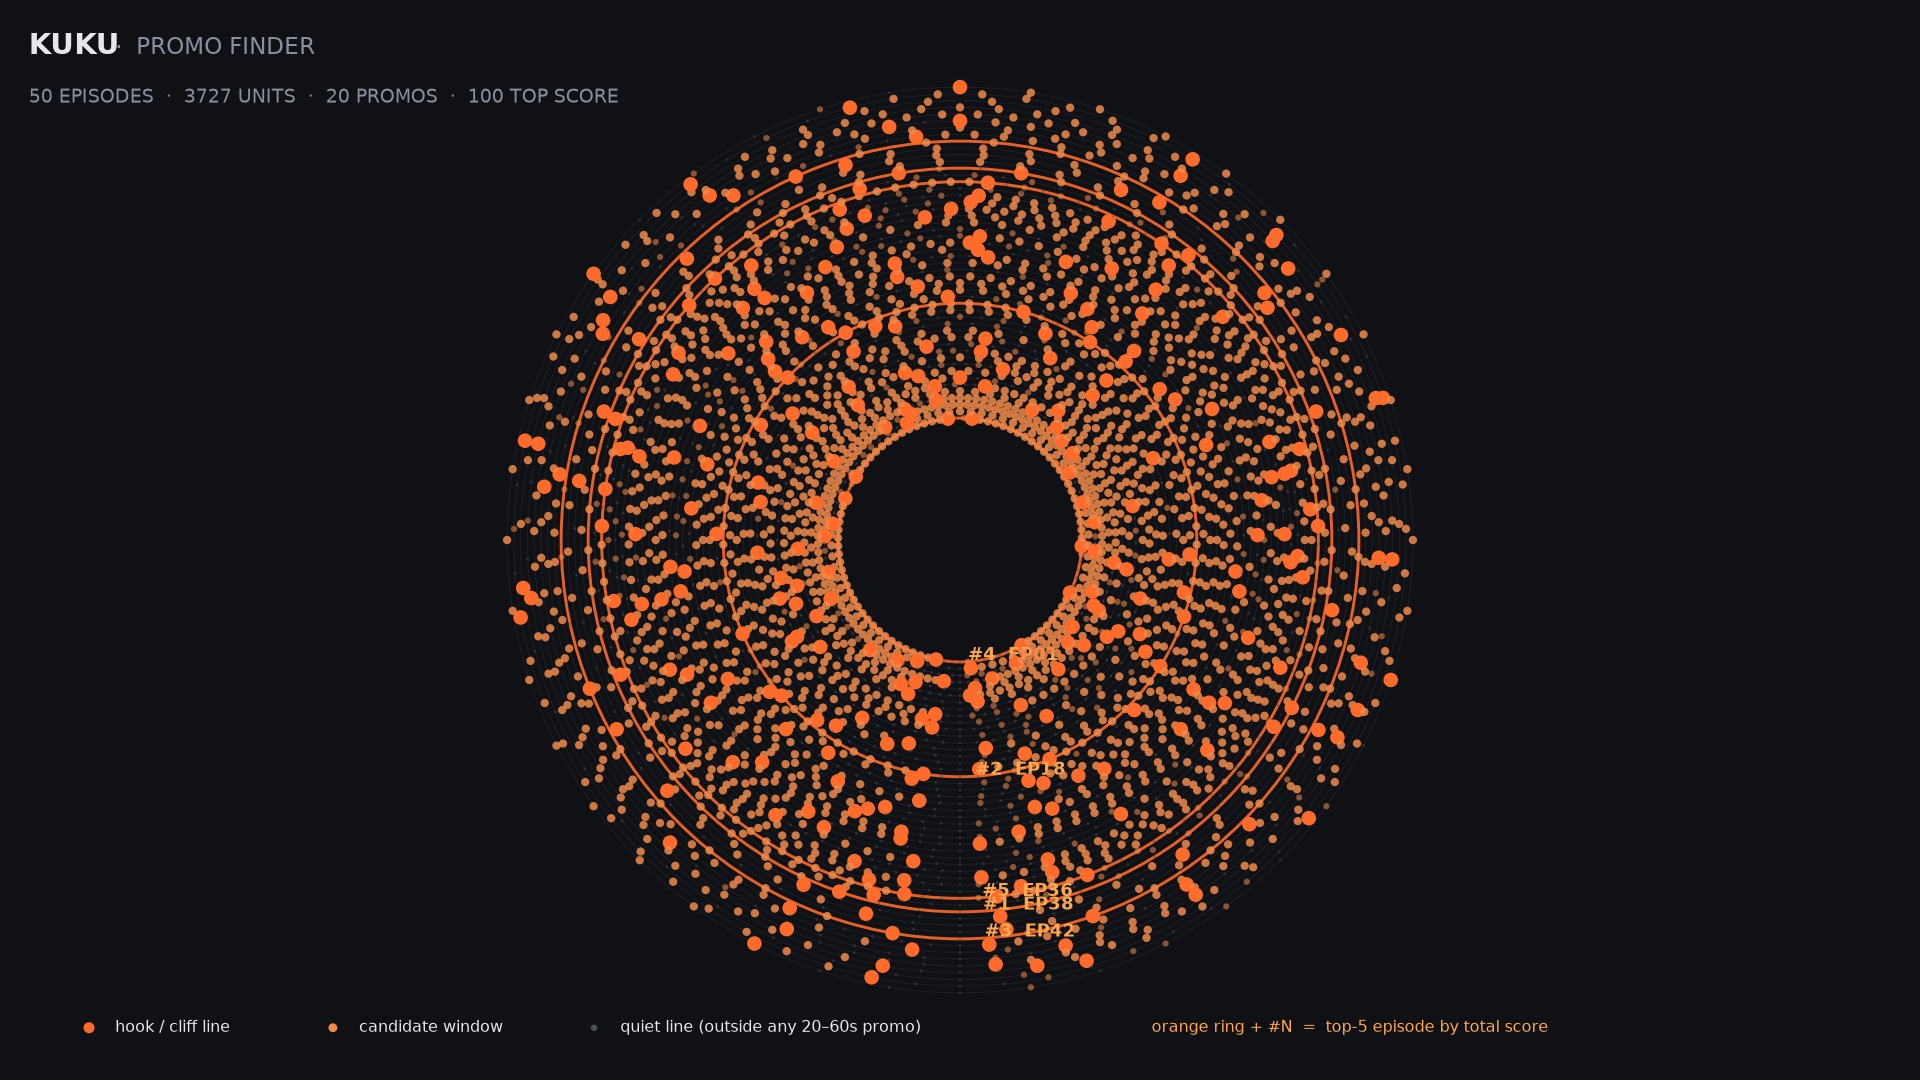 KUKU · PROMO FINDER
50 EPISODES · 3727 UNITS · 20 PROMOS · 100 TOP SCORE
#4 EP01
#2 EP18
#5 EP36
#1 EP38
#3 EP42
hook / cliff line
candidate window
quiet line (outside any 20–60s promo)
orange ring + #N = top-5 episode by total score